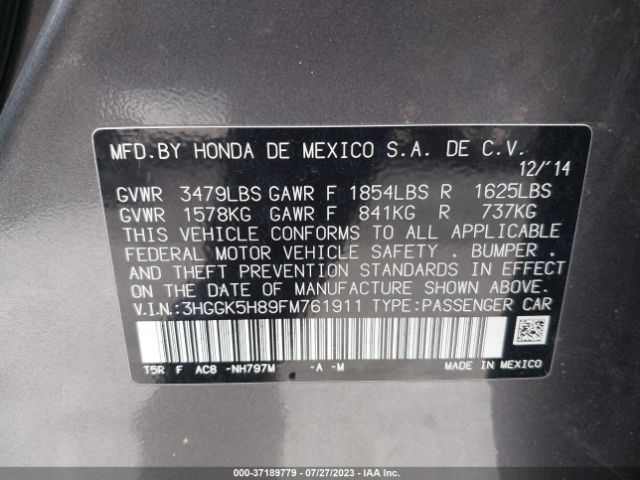 MFD.BY HONDA DE MEXICO S.A. DE C.V.
12/'14
GVWR 3479LBS GAWR F 1854LBS R 1625LBS
GVWR 1578KG GAWR F 841KG R 737KG
THIS VEHICLE CONFORMS TO ALL APPLICABLE
FEDERAL MOTOR VEHICLE SAFETY . BUMPER .
AND THEFT PREVENTION STANDARDS IN EFFECT
ON THE DATE OF MANUFACTURE SHOWN ABOVE.
V.I.N:3HGGK5H89FM761911 TYPE:PASSENGER CAR
T5R F AC8 -NH797M -A -M MADE IN MEXICO
000-37189779 - 07/27/2023 - IAA Inc.